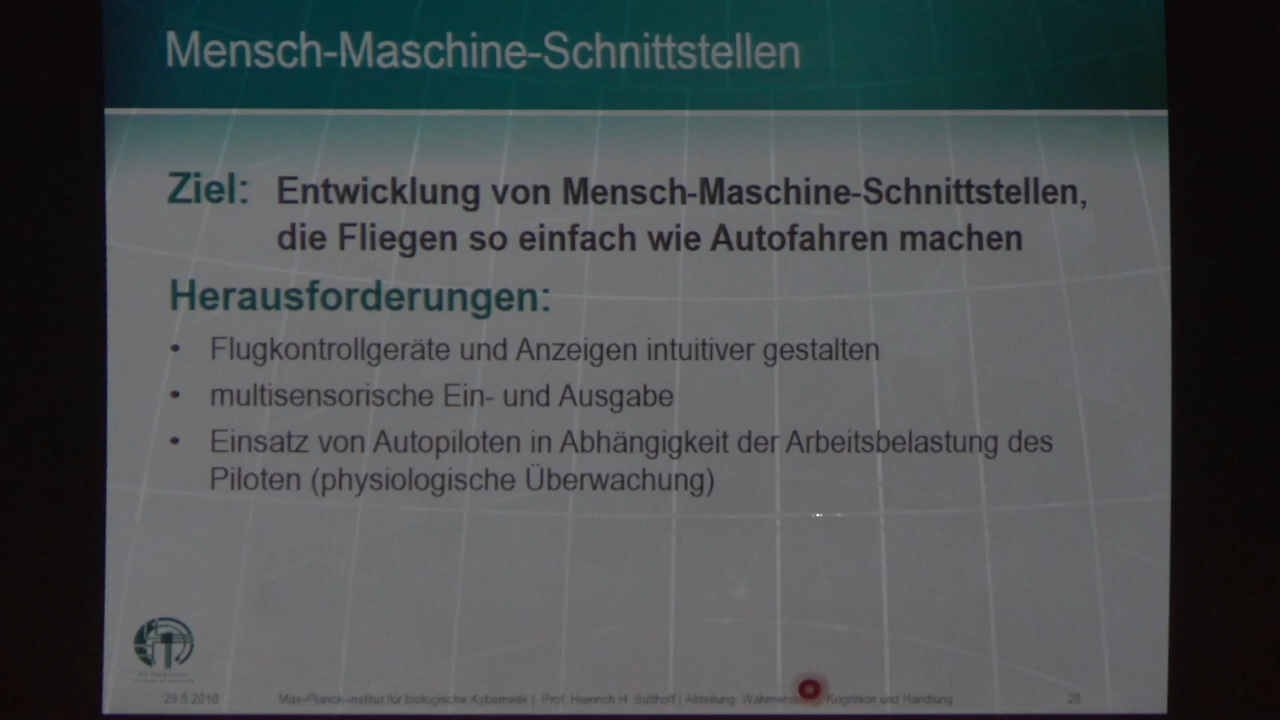 Mensch-Maschine-Schnittstellen
Ziel: Entwicklung von Mensch-Maschine-Schnittstellen,
die Fliegen so einfach wie Autofahren machen
Herausforderungen:
• Flugkontrollgeräte und Anzeigen intuitiver gestalten
• multisensorische Ein- und Ausgabe
• Einsatz von Autopiloten in Abhängigkeit der Arbeitsbelastung des
Piloten (physiologische Überwachung)
29.5.2018 Max-Planck-Institut für biologische Kybernetik | Prof. Heinrich H. Bülthoff | Abteilung: Kognition und Handlung 28